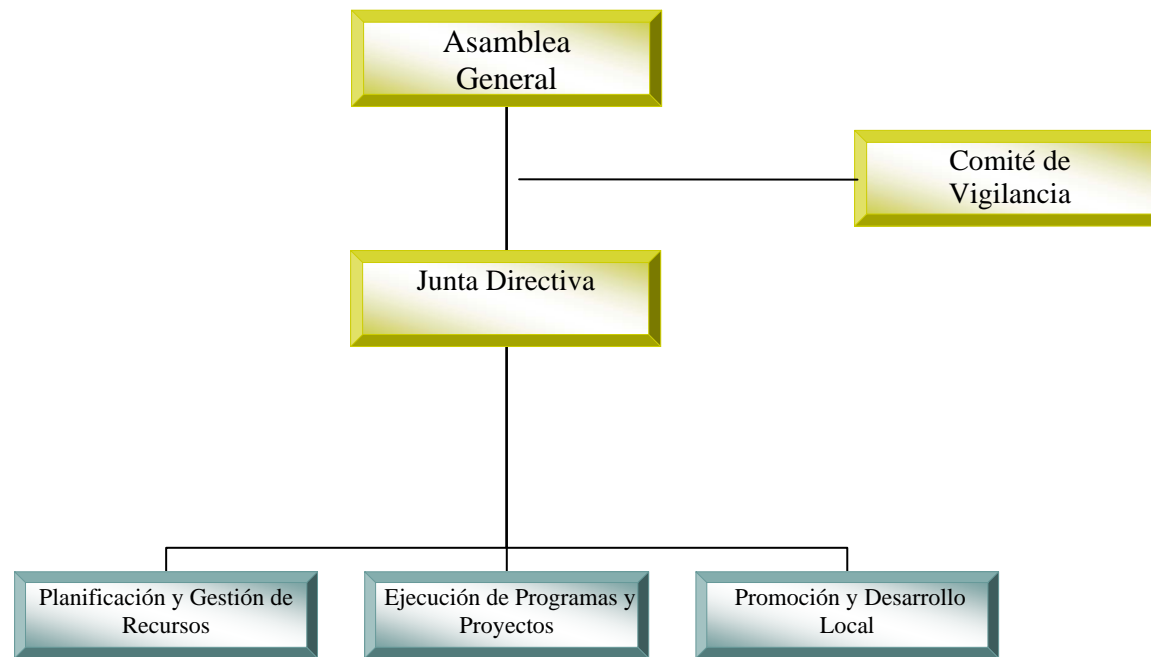 Asamblea
General
Comité de
Vigilancia
Junta Directiva
Planificación y Gestión de
Recursos
Ejecución de Programas y
Proyectos
Promoción y Desarrollo
Local